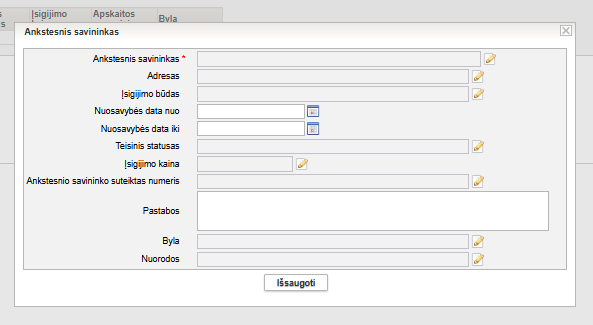 Įsigijimo Apskaitos
Byla
Ankstesnis savininkas
Ankstesnis savininkas *
Adresas
Įsigijimo būdas
Nuosavybės data nuo
Nuosavybės data iki
Teisinis statusas
Įsigijimo kaina
Ankstesnio savininko suteiktas numeris
Pastabos
Byla
Nuorodos
Išsaugoti